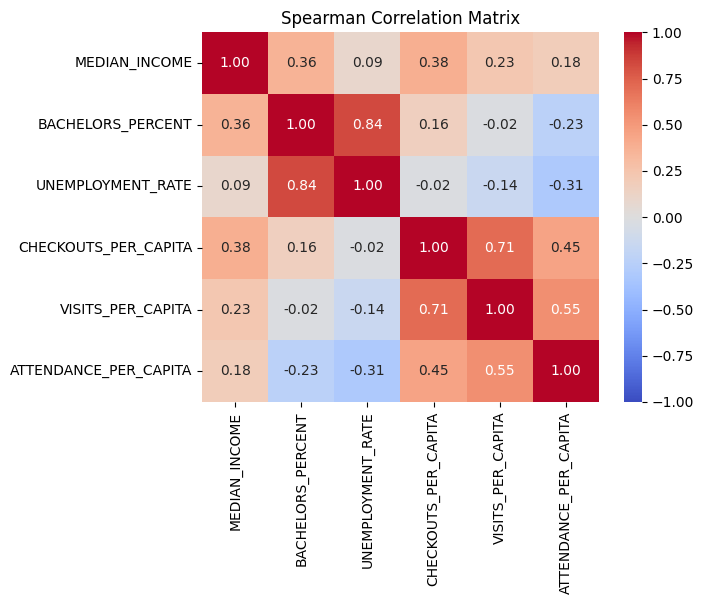 Spearman Correlation Matrix
MEDIAN_INCOME 1.00 0.36 0.09 0.38 0.23 0.18
BACHELORS_PERCENT 0.36 1.00 0.84 0.16 -0.02 -0.23
UNEMPLOYMENT_RATE 0.09 0.84 1.00 -0.02 -0.14 -0.31
CHECKOUTS_PER_CAPITA 0.38 0.16 -0.02 1.00 0.71 0.45
VISITS_PER_CAPITA 0.23 -0.02 -0.14 0.71 1.00 0.55
ATTENDANCE_PER_CAPITA 0.18 -0.23 -0.31 0.45 0.55 1.00
MEDIAN_INCOME
BACHELORS_PERCENT
UNEMPLOYMENT_RATE
CHECKOUTS_PER_CAPITA
VISITS_PER_CAPITA
ATTENDANCE_PER_CAPITA
1.00
0.75
0.50
0.25
0.00
−0.25
−0.50
−0.75
−1.00